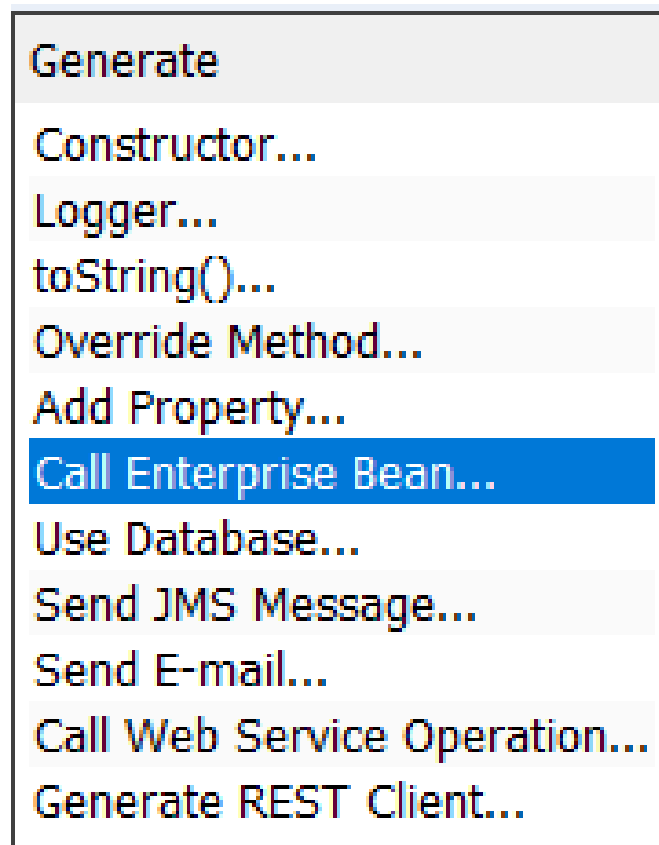 Generate
Constructor...
Logger...
toString()...
Override Method...
Add Property...
Call Enterprise Bean...
Use Database...
Send JMS Message...
Send E-mail...
Call Web Service Operation...
Generate REST Client...